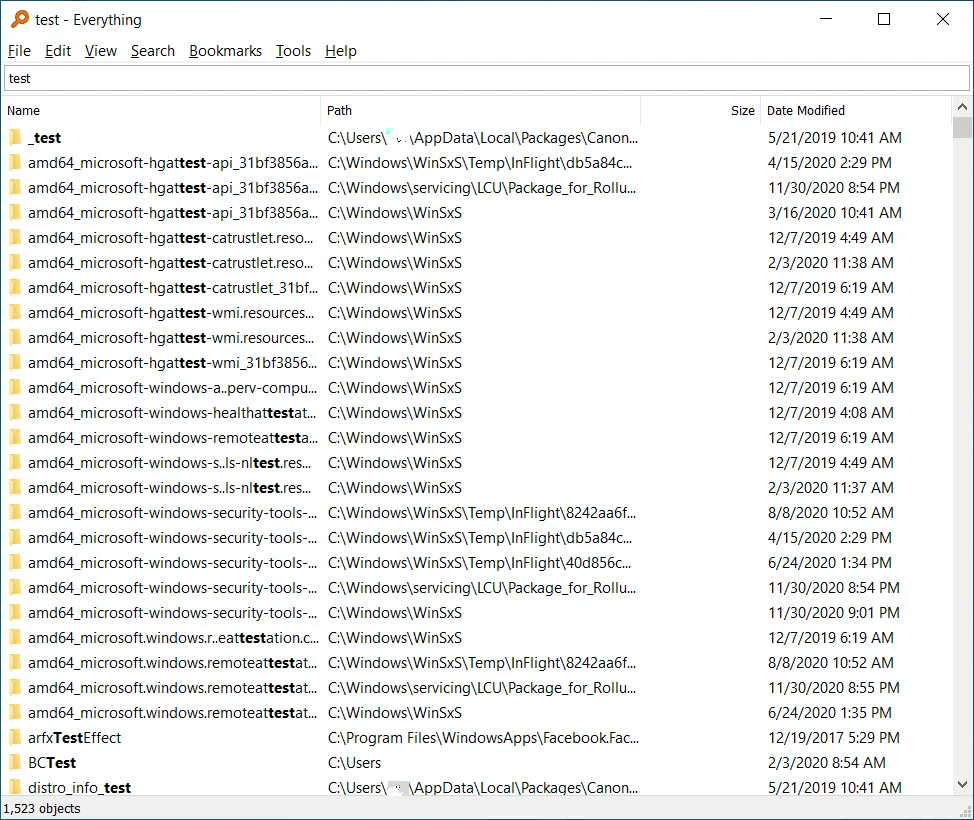 test - Everything
File Edit View Search Bookmarks Tools Help
test
Name Path Size Date Modified
_test C:\Users\ \AppData\Local\Packages\Canon... 5/21/2019 10:41 AM
amd64_microsoft-hgattest-api_31bf3856a... C:\Windows\WinSxS\Temp\InFlight\db5a84c... 4/15/2020 2:29 PM
amd64_microsoft-hgattest-api_31bf3856a... C:\Windows\servicing\LCU\Package_for_Rollu... 11/30/2020 8:54 PM
amd64_microsoft-hgattest-api_31bf3856a... C:\Windows\WinSxS 3/16/2020 10:41 AM
amd64_microsoft-hgattest-catrustlet.reso... C:\Windows\WinSxS 12/7/2019 4:49 AM
amd64_microsoft-hgattest-catrustlet.reso... C:\Windows\WinSxS 2/3/2020 11:38 AM
amd64_microsoft-hgattest-catrustlet_31bf... C:\Windows\WinSxS 12/7/2019 6:19 AM
amd64_microsoft-hgattest-wmi.resources... C:\Windows\WinSxS 12/7/2019 4:49 AM
amd64_microsoft-hgattest-wmi.resources... C:\Windows\WinSxS 2/3/2020 11:38 AM
amd64_microsoft-hgattest-wmi_31bf3856... C:\Windows\WinSxS 12/7/2019 6:19 AM
amd64_microsoft-windows-a..perv-compu... C:\Windows\WinSxS 12/7/2019 6:19 AM
amd64_microsoft-windows-healthattestat... C:\Windows\WinSxS 12/7/2019 4:08 AM
amd64_microsoft-windows-remoteattesta... C:\Windows\WinSxS 12/7/2019 6:19 AM
amd64_microsoft-windows-s..ls-nltest.res... C:\Windows\WinSxS 12/7/2019 4:49 AM
amd64_microsoft-windows-s..ls-nltest.res... C:\Windows\WinSxS 2/3/2020 11:37 AM
amd64_microsoft-windows-security-tools-... C:\Windows\WinSxS\Temp\InFlight\8242aa6f... 8/8/2020 10:52 AM
amd64_microsoft-windows-security-tools-... C:\Windows\WinSxS\Temp\InFlight\db5a84c... 4/15/2020 2:29 PM
amd64_microsoft-windows-security-tools-... C:\Windows\WinSxS\Temp\InFlight\40d856c... 6/24/2020 1:34 PM
amd64_microsoft-windows-security-tools-... C:\Windows\servicing\LCU\Package_for_Rollu... 11/30/2020 8:54 PM
amd64_microsoft-windows-security-tools-... C:\Windows\WinSxS 11/30/2020 9:01 PM
amd64_microsoft.windows.r..eattestation.c... C:\Windows\WinSxS 12/7/2019 6:19 AM
amd64_microsoft.windows.remoteattestat... C:\Windows\WinSxS\Temp\InFlight\8242aa6f... 8/8/2020 10:52 AM
amd64_microsoft.windows.remoteattestat... C:\Windows\servicing\LCU\Package_for_Rollu... 11/30/2020 8:55 PM
amd64_microsoft.windows.remoteattestat... C:\Windows\WinSxS 6/24/2020 1:35 PM
arfxTestEffect C:\Program Files\WindowsApps\Facebook.Fac... 12/19/2017 5:29 PM
BCTest C:\Users 2/3/2020 8:54 AM
distro_info_test C:\Users\ \AppData\Local\Packages\Canon... 5/21/2019 10:41 AM
1,523 objects